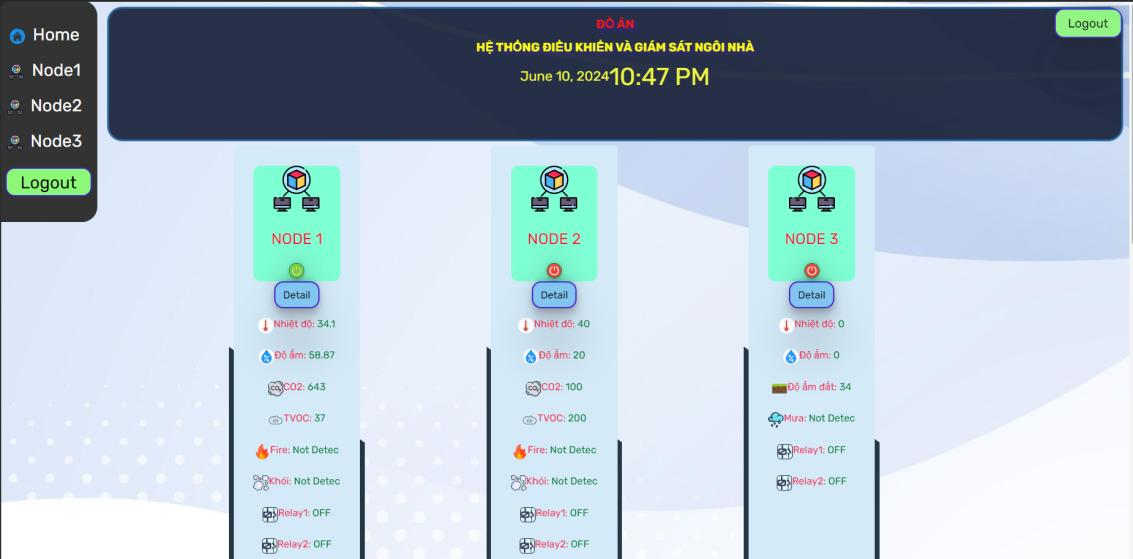 Home
Node1
Node2
Node3
Logout
ĐỒ ÁN
HỆ THỐNG ĐIỀU KHIỂN VÀ GIÁM SÁT NGÔI NHÀ
June 10, 2024 10:47 PM
Logout
NODE 1
Detail
Nhiệt độ: 34.1
Độ ẩm: 58.87
CO2: 643
TVOC: 37
Fire: Not Detec
Khói: Not Detec
Relay1: OFF
Relay2: OFF
NODE 2
Detail
Nhiệt độ: 40
Độ ẩm: 20
CO2: 100
TVOC: 200
Fire: Not Detec
Khói: Not Detec
Relay1: OFF
Relay2: OFF
NODE 3
Detail
Nhiệt độ: 0
Độ ẩm: 0
Độ ẩm đất: 34
Mưa: Not Detec
Relay1: OFF
Relay2: OFF